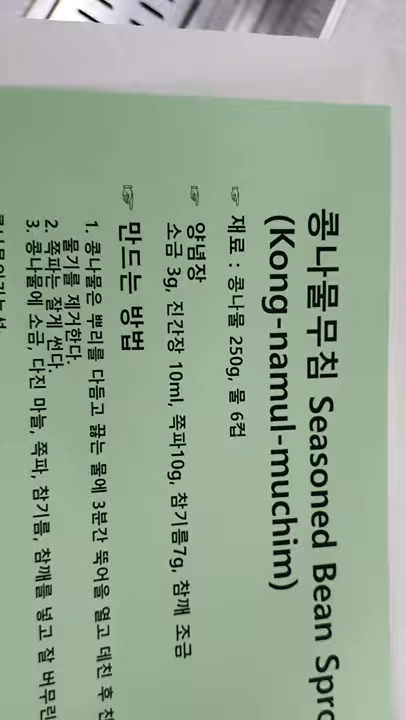 콩나물무침 Seasoned Bean
(Kong-namul-muchim)
☞ 재료 : 콩나물 250g, 물 6컵
☞ 양념장
소금 3g, 진간장 10ml, 쪽파10g, 참기름7g, 참깨 조금
☞ 만드는 방법
1. 콩나물은 뿌리를 다듬고 끓는 물에 3분간 뚜어을 열고 데친 후
물기를 제거한다.
2. 쪽파는 잘게 썬다.
3. 콩나물에 소금, 다진 마늘, 쪽파, 참기름, 참깨를 넣고 잘 버무린